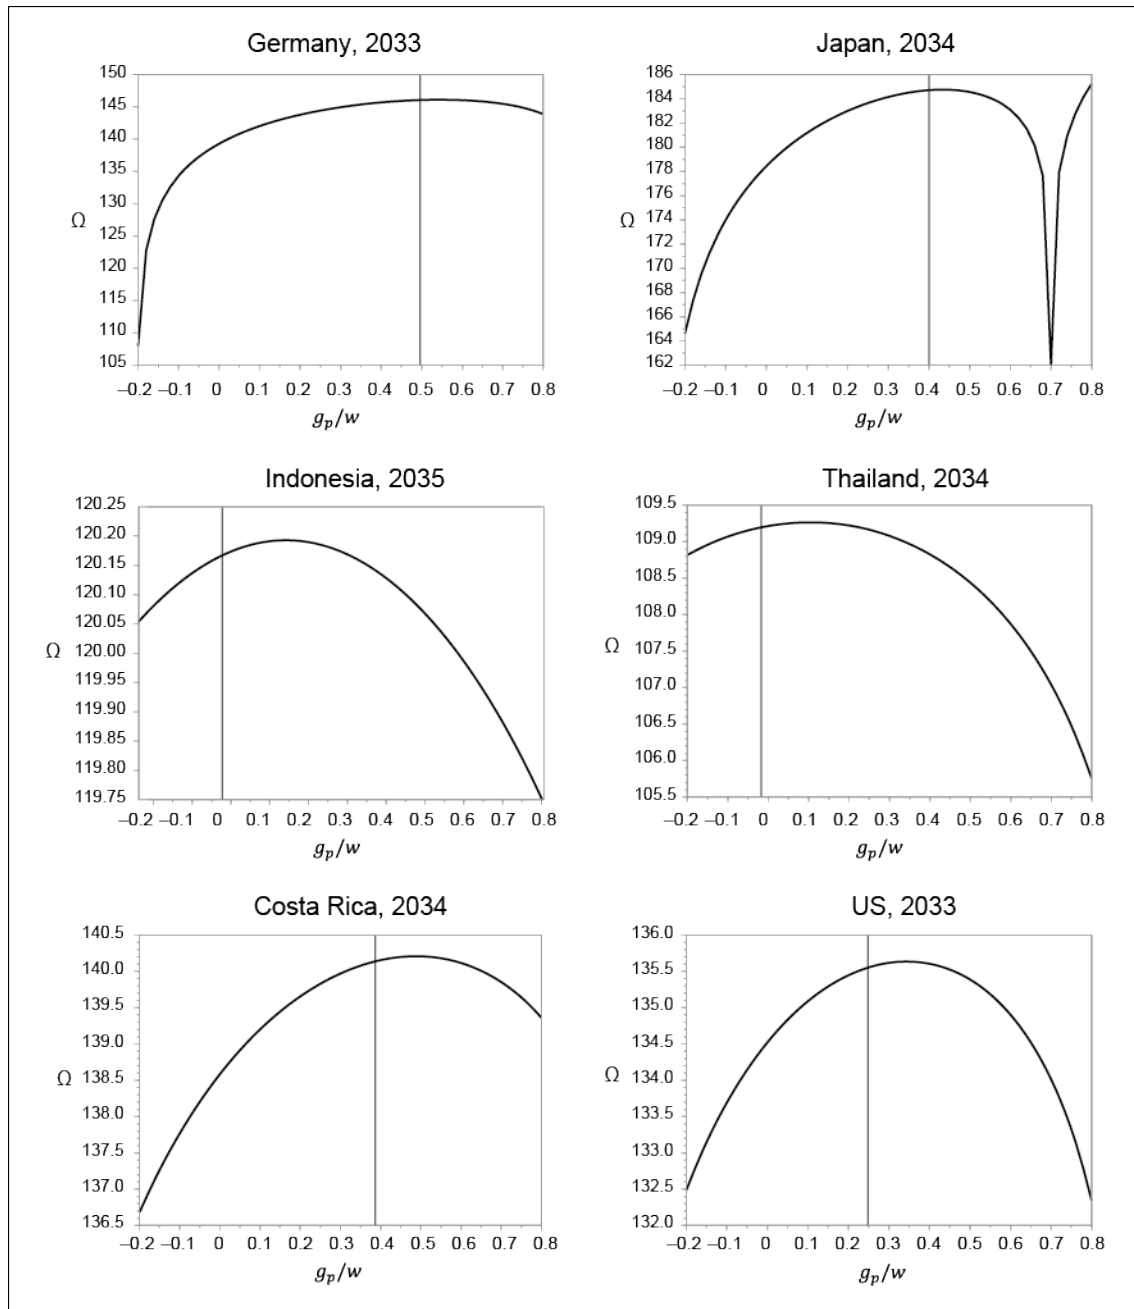 Germany, 2033
150
145
140
135
130
125
120
115
110
105
Ω
–0.2 –0.1 0 0.1 0.2 0.3 0.4 0.5 0.6 0.7 0.8
g_p/w
Japan, 2034
186
184
182
180
178
176
174
172
170
168
166
164
162
Ω
–0.2 –0.1 0 0.1 0.2 0.3 0.4 0.5 0.6 0.7 0.8
g_p/w
Indonesia, 2035
120.25
120.20
120.15
120.10
120.05
120.00
119.95
119.90
119.85
119.80
119.75
Ω
–0.2 –0.1 0 0.1 0.2 0.3 0.4 0.5 0.6 0.7 0.8
g_p/w
Thailand, 2034
109.5
109.0
108.5
108.0
107.5
107.0
106.5
106.0
105.5
Ω
–0.2 –0.1 0 0.1 0.2 0.3 0.4 0.5 0.6 0.7 0.8
g_p/w
Costa Rica, 2034
140.5
140.0
139.5
139.0
138.5
138.0
137.5
137.0
136.5
Ω
–0.2 –0.1 0 0.1 0.2 0.3 0.4 0.5 0.6 0.7 0.8
g_p/w
US, 2033
136.0
135.5
135.0
134.5
134.0
133.5
133.0
132.5
132.0
Ω
–0.2 –0.1 0 0.1 0.2 0.3 0.4 0.5 0.6 0.7 0.8
g_p/w